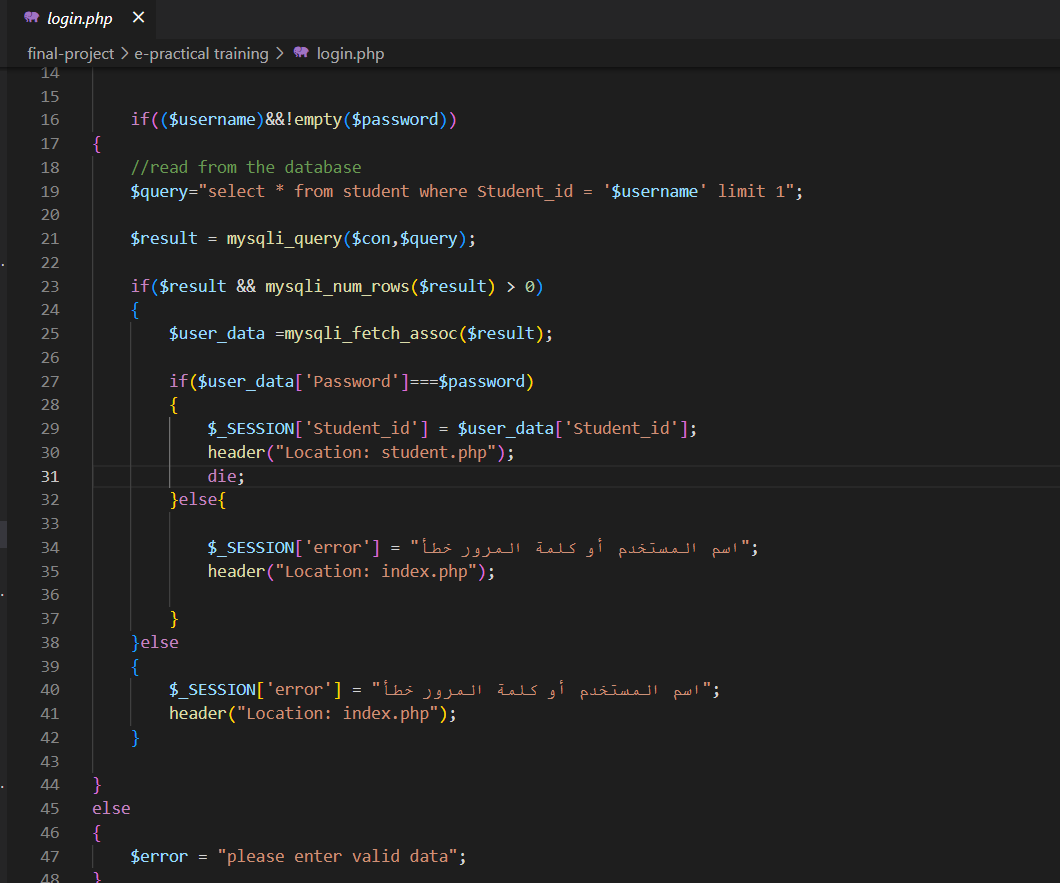 login.php ×
final-project > e-practical training > login.php
14
15
16 if(($username)&&!empty($password))
17 {
18 //read from the database
19 $query="select * from student where Student_id = '$username' limit 1";
20
21 $result = mysqli_query($con,$query);
22
23 if($result && mysqli_num_rows($result) > 0)
24 {
25 $user_data =mysqli_fetch_assoc($result);
26
27 if($user_data['Password']===$password)
28 {
29 $_SESSION['Student_id'] = $user_data['Student_id'];
30 header("Location: student.php");
31 die;
32 }else{
33
34 $_SESSION['error'] = "اسم المستخدم أو كلمة المرور خطأ";
35 header("Location: index.php");
36
37 }
38 }else
39 {
40 $_SESSION['error'] = "اسم المستخدم أو كلمة المرور خطأ";
41 header("Location: index.php");
42 }
43
44 }
45 else
46 {
47 $error = "please enter valid data";
48 }